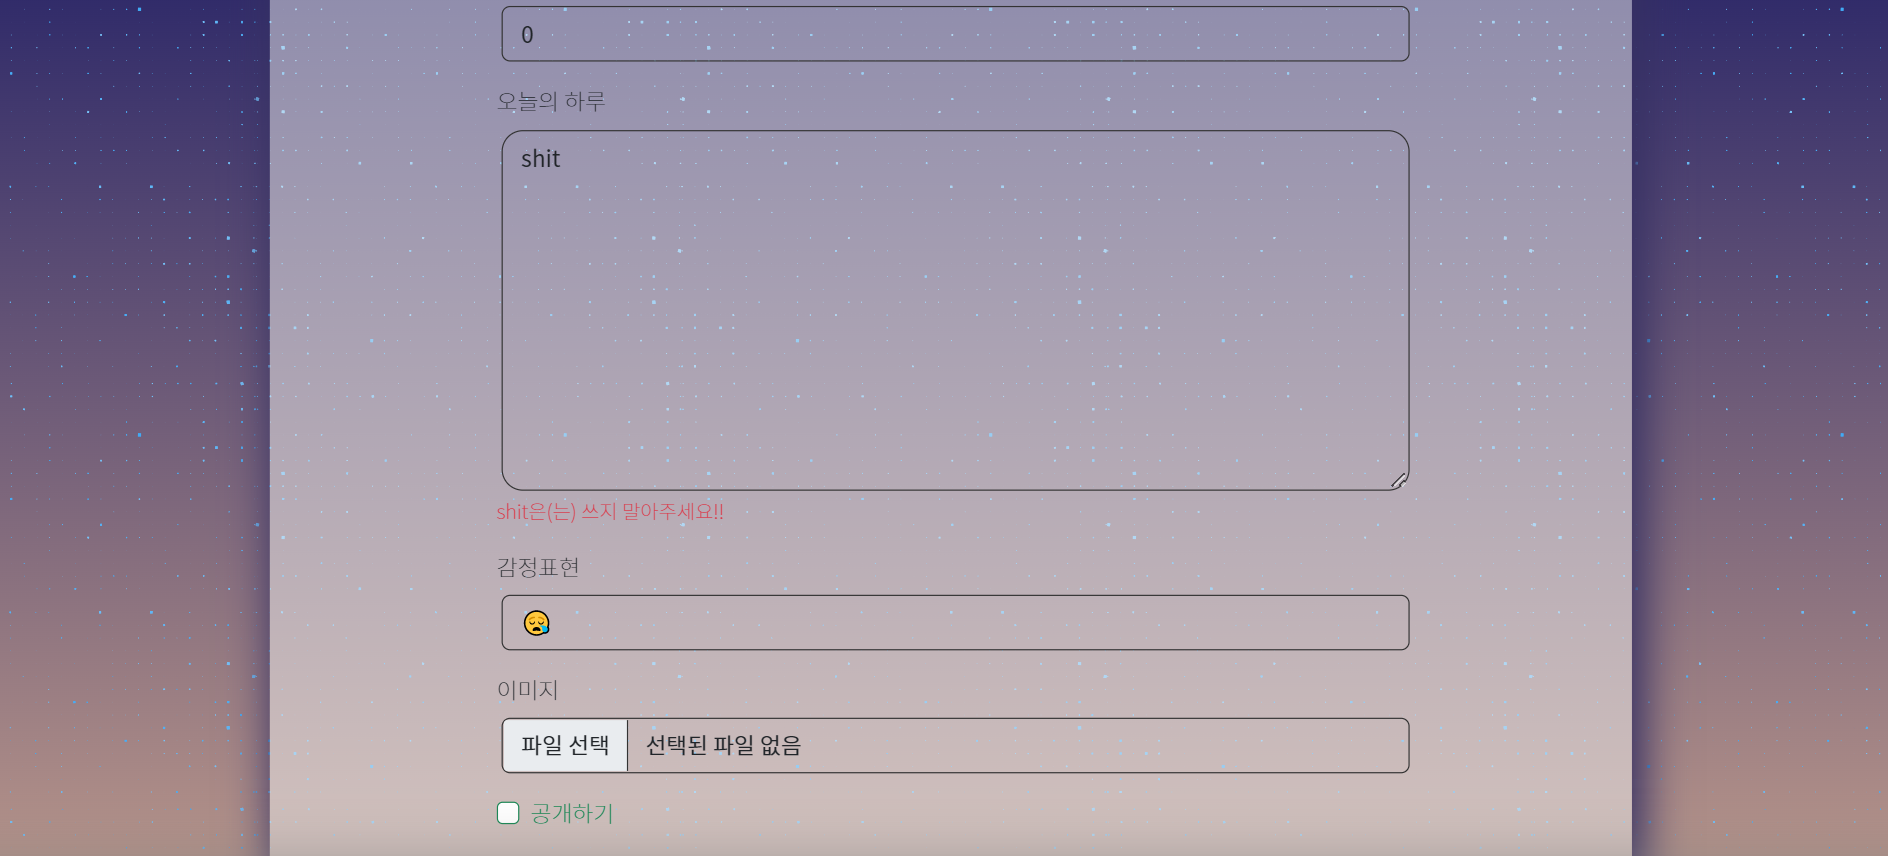 0
오늘의 하루
shit
shit은(는) 쓰지 말아주세요!!
감정표현
😪
이미지
파일 선택 선택된 파일 없음
공개하기